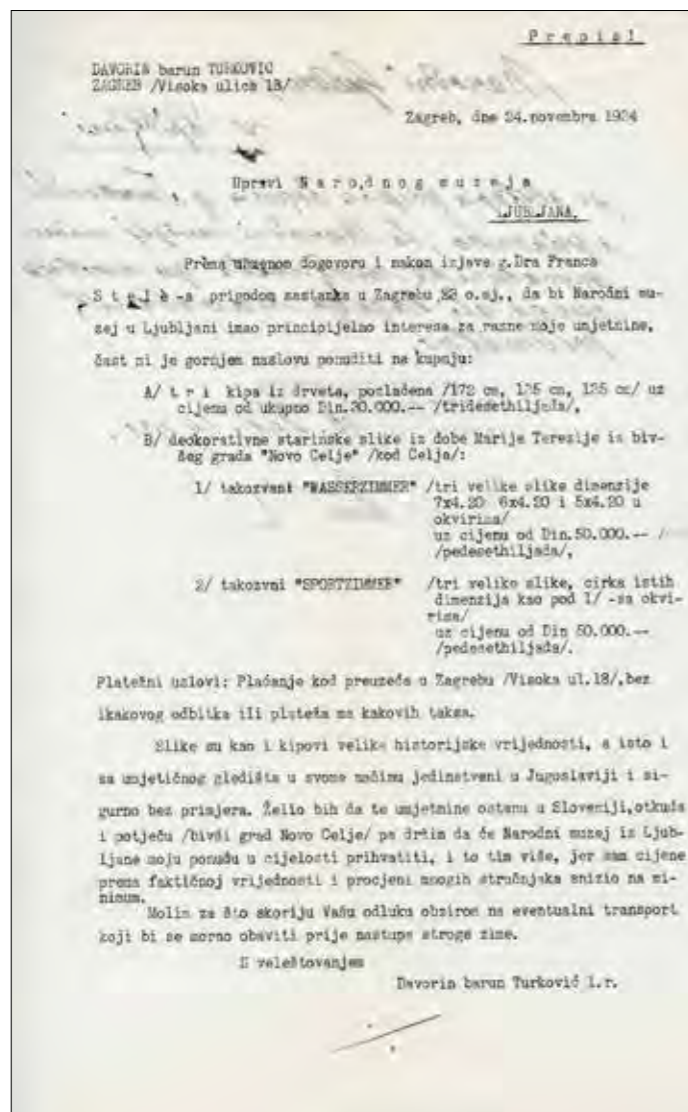 P r e p i s !
DAVORIN barun TURKOVIĆ
ZAGREB /Visoka ulica 18/
Zagreb, dne 24.novembra 1934
Upravi N a r o d n o g m u z e j a
LJUBLJANA.
Prema usmenom dogovoru i nakon izjave g.Dra Franca
S t e l è -a prigodom sastanka u Zagrebu 22 o.mj., da bi Narodni mu-
zej u Ljubljani imao principijelno interesa za razne moje umjetnine,
čast mi je gornjem naslovu ponuditi na kupnju:
A/ t r i kipa iz drveta, pozlaćena /172 cm, 135 cm, 135 cm/ uz
cijenu od ukupno Din.30.000.-- /tridesethiljada/,
B/ deokorativne starinske slike iz dobe Marije Terezije iz biv-
šeg grada "Novo Celje" /kod Celja/:
1/ takozvani "WASSERZIMMER" /tri velike slike dimenzije
7x4.20 6x4.20 i 5x4.20 u
okvirima/
uz cijenu od Din.50.000.-- /
/pedesethiljada/,
2/ takozvni "SPORTZIMMER" /tri velike slike, cirka istih
dimenzija kao pod 1/ -sa okvi-
rima/
uz cijenu od Din 50.000.--
/pedesethiljada/.
Platežni uslovi: Plaćanje kod preuzeća u Zagrebu /Visoka ul.18/,bez
ikakovog odbitka ili plateža ma kakovih taksa.
Slike su kao i kipovi velike historijske vrijednosti, a isto i
sa umjetičnog gledišta u svome načinu jedinstveni u Jugoslaviji i si-
gurno bez primjera. Želio bih da te umjetnine ostanu u Sloveniji,otkuda
i potječu /bivši grad Novo Celje/ pa držim da će Narodni muzej iz Ljub-
ljane moju ponudu u cijelosti prihvatiti, i to tim više, jer sam cijene
prema faktičnoj vrijednosti i procjeni mnogih stručnjaka snizio na mi-
nimum.
Molim za što skoriju Vašu odluku obzirom na eventualni transport
koji bi se morao obaviti prije nastupa stroge zime.
S veleštovanjem
Davorin barun Turković l.r.